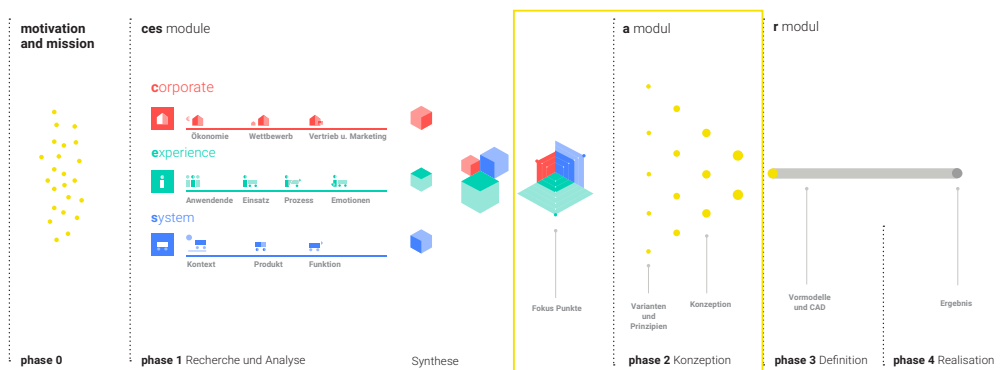 motivation
and mission
ces module
a modul
r modul
corporate
Ökonomie
Wettbewerb
Vertrieb u. Marketing
experience
Anwendende
Einsatz
Prozess
Emotionen
system
Kontext
Produkt
Funktion
Fokus Punkte
Varianten
und
Prinzipien
Konzeption
Vormodelle
und CAD
Ergebnis
phase 0
phase 1 Recherche und Analyse
Synthese
phase 2 Konzeption
phase 3 Definition
phase 4 Realisation